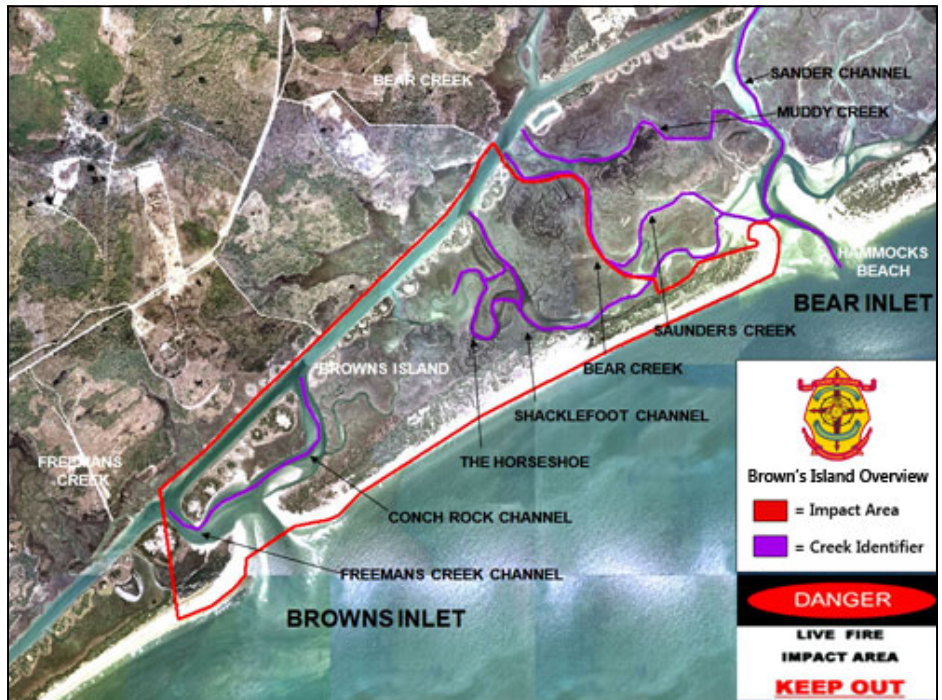 BEAR CREEK
SANDER CHANNEL
MUDDY CREEK
HAMMOCKS
BEACH
BEAR INLET
SAUNDERS CREEK
BROWNS ISLAND
BEAR CREEK
SHACKLEFOOT CHANNEL
FREEMANS
CREEK
THE HORSESHOE
CONCH ROCK CHANNEL
FREEMANS CREEK CHANNEL
BROWNS INLET
Brown's Island Overview
= Impact Area
= Creek Identifier
DANGER
LIVE FIRE
IMPACT AREA
KEEP OUT